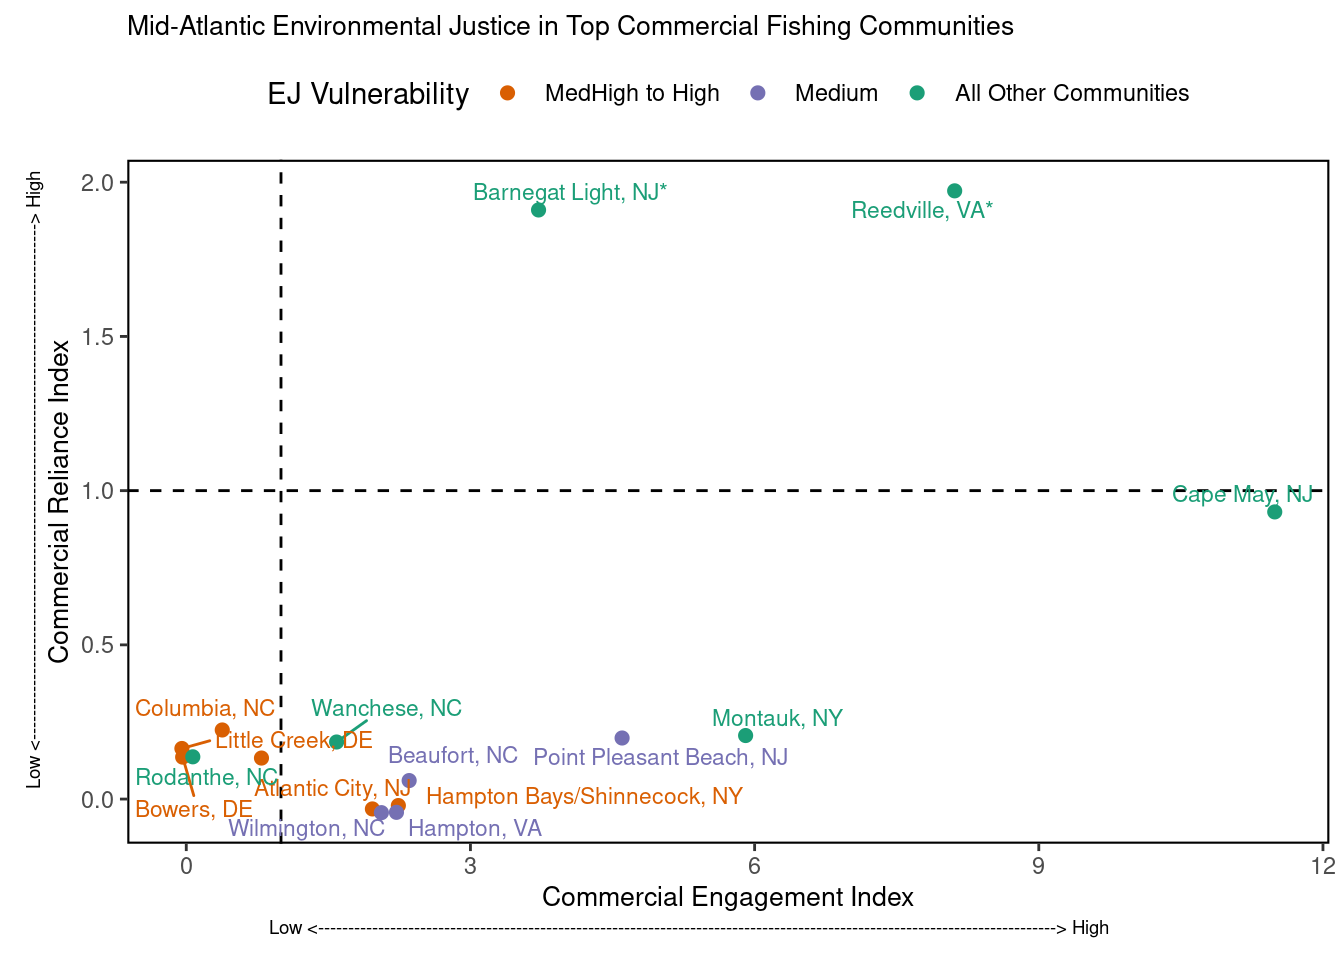 Mid-Atlantic Environmental Justice in Top Commercial Fishing Communities
EJ Vulnerability MedHigh to High Medium All Other Communities
Commercial Reliance Index
Low <----------------------------------------------------------------------> High
2.0
1.5
1.0
0.5
0.0
Barnegat Light, NJ*
Reedville, VA*
Cape May, NJ
Columbia, NC
Wanchese, NC
Montauk, NY
Little Creek, DE
Beaufort, NC
Point Pleasant Beach, NJ
Rodanthe, NC
Atlantic City, NJ
Hampton Bays/Shinnecock, NY
Bowers, DE
Wilmington, NC
Hampton, VA
0 3 6 9 12
Commercial Engagement Index
Low <----------------------------------------------------------------------> High